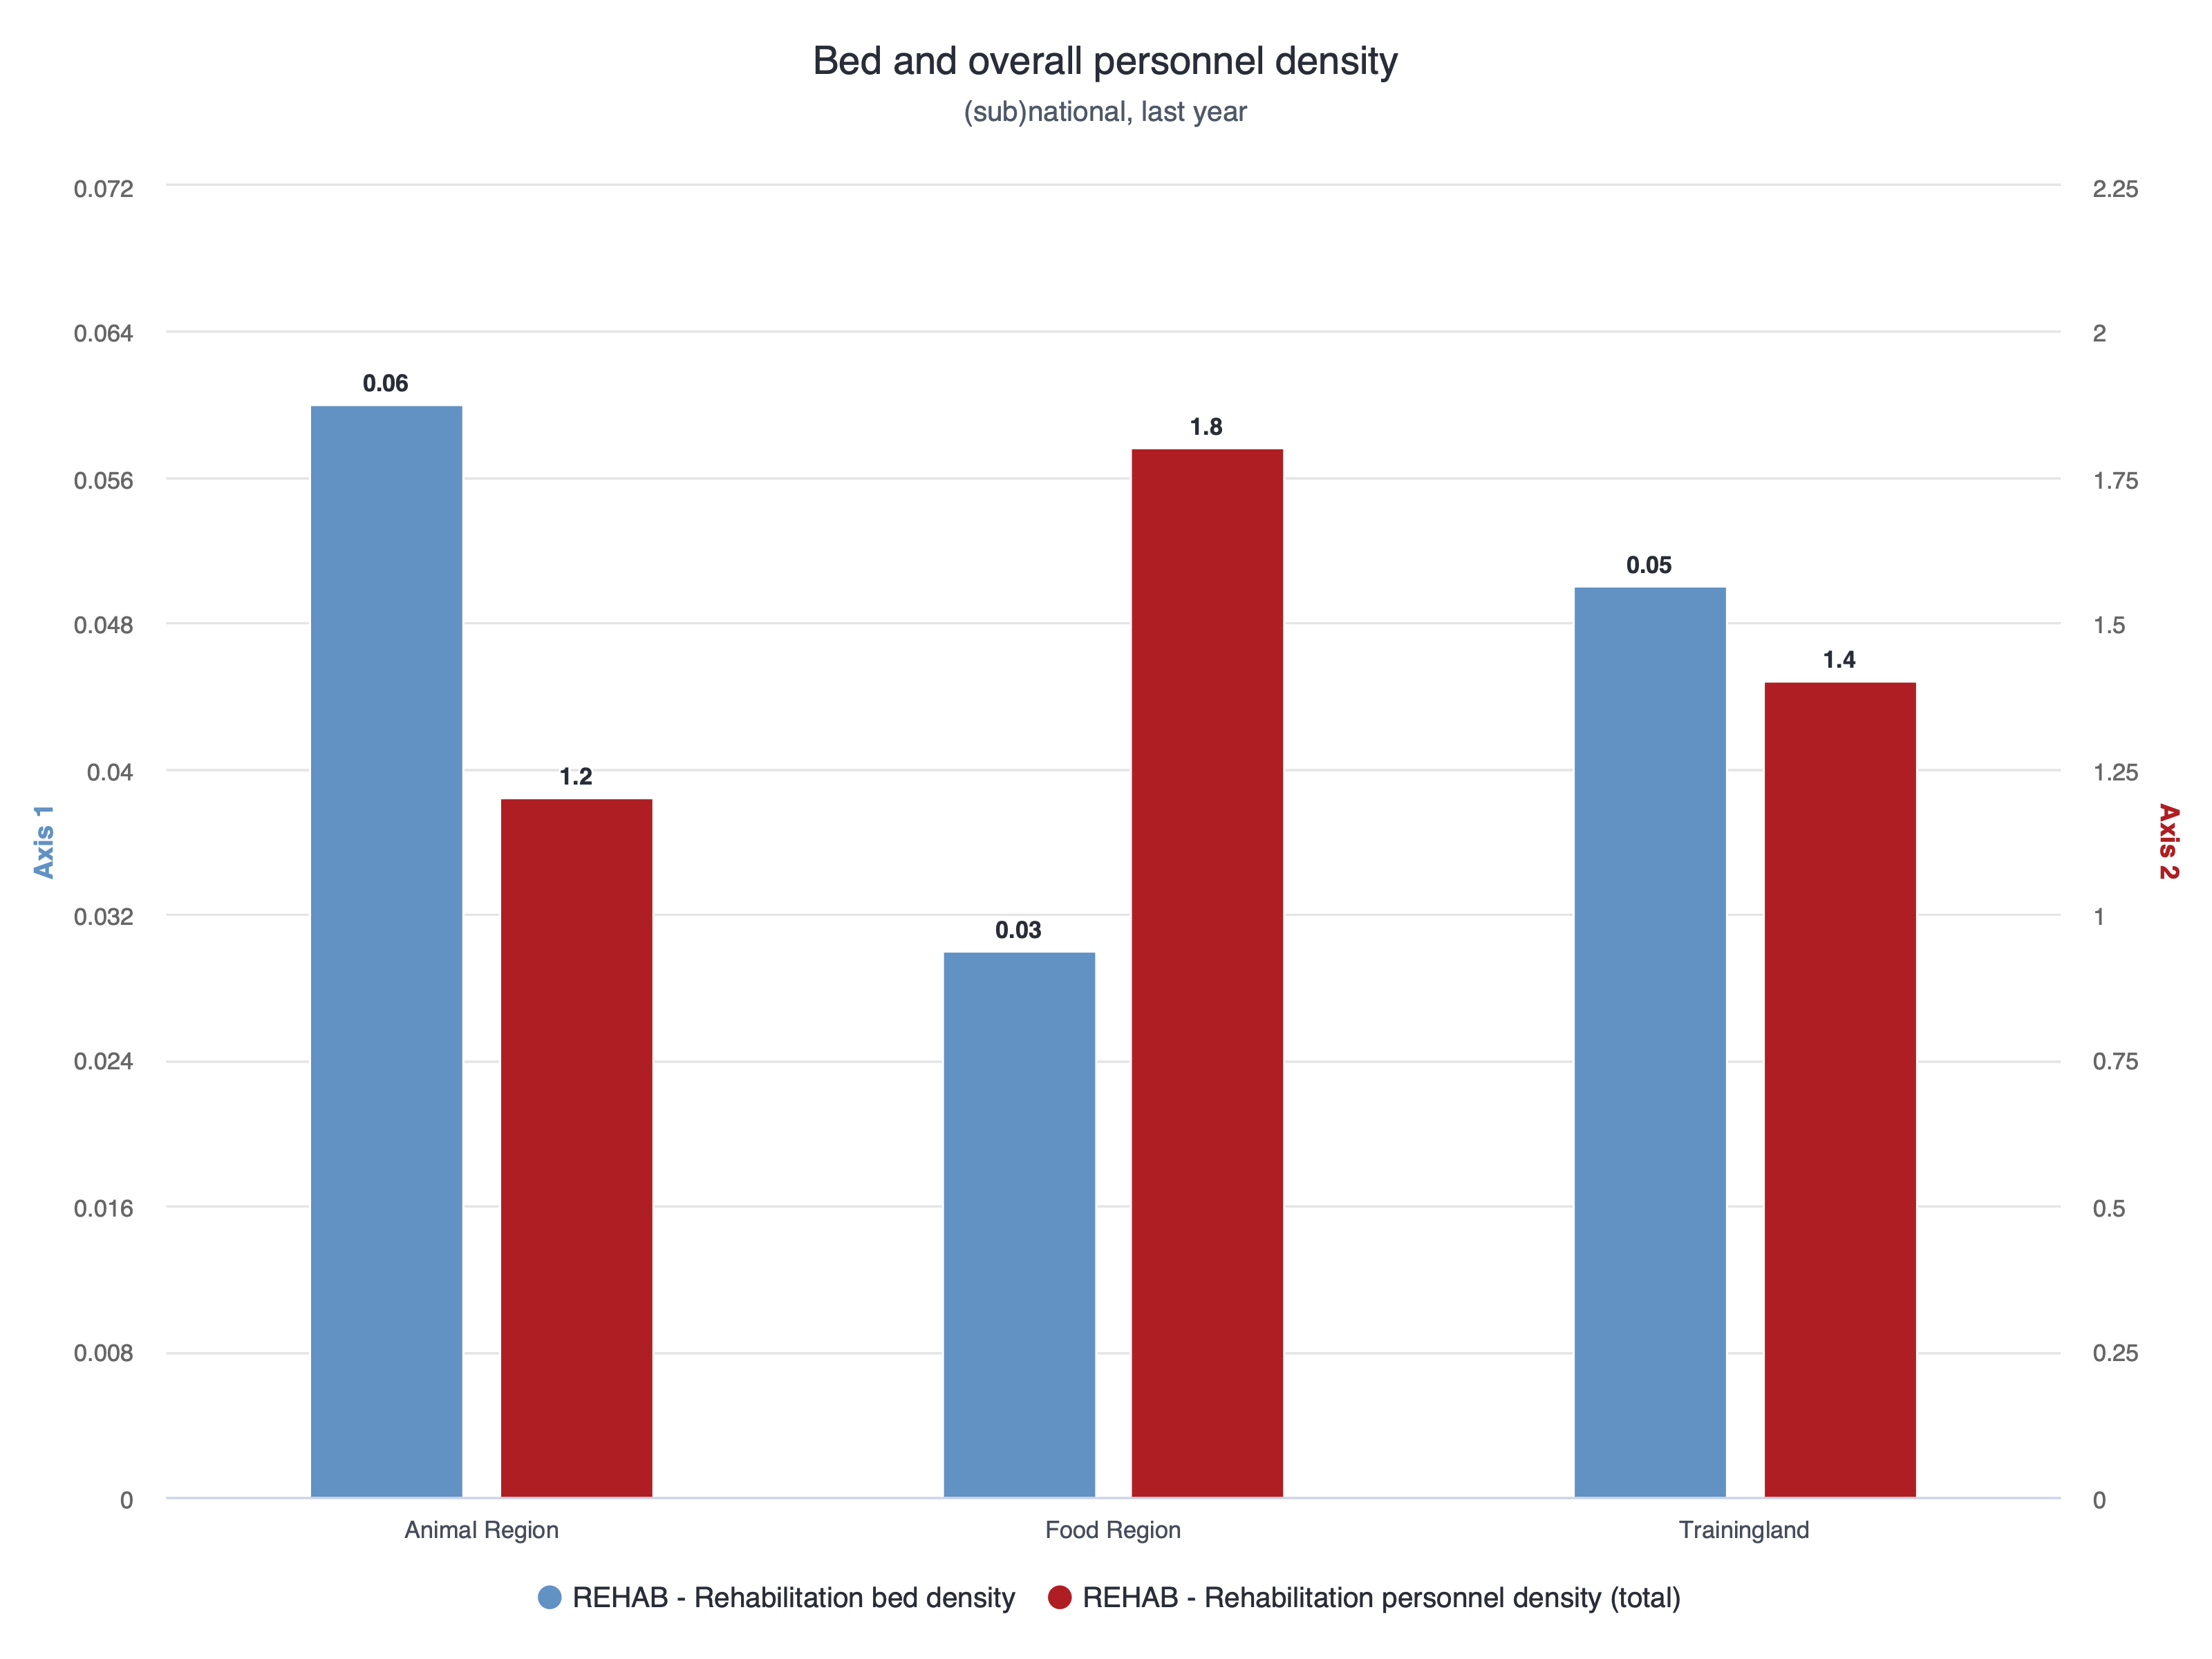 Bed and overall personnel density
(sub)national, last year
0.072
2.25
0.064
2
0.06
1.8
0.056
1.75
0.05
0.048
1.5
1.4
0.04
1.2
1.25
Axis 1
Axis 2
0.032
0.03
1
0.024
0.75
0.016
0.5
0.008
0.25
0
0
Animal Region
Food Region
Trainingland
REHAB - Rehabilitation bed density
REHAB - Rehabilitation personnel density (total)